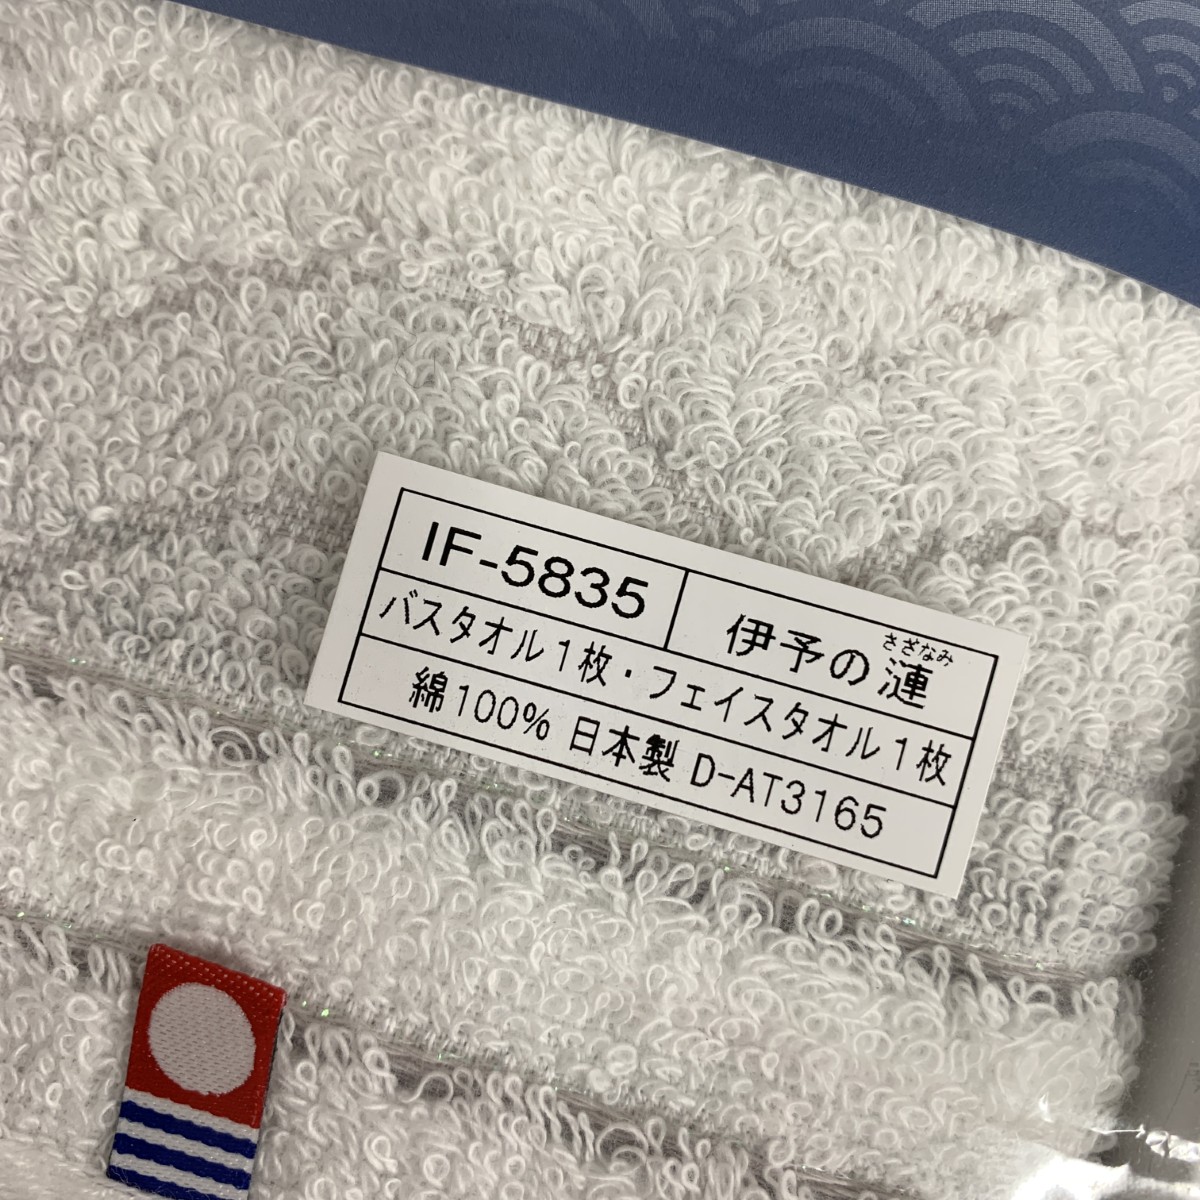 IF-5835
伊予の漣
さざなみ
バスタオル1枚・フェイスタオル1枚
綿100% 日本製 D-AT3165